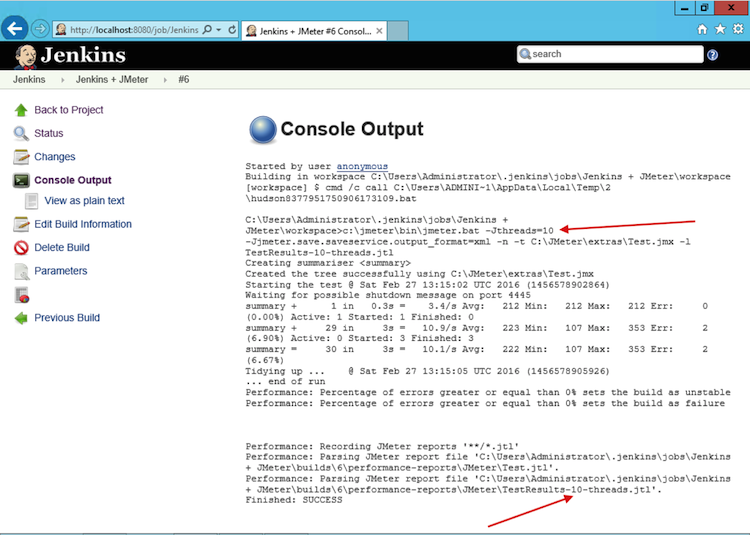 http://localhost:8080/job/Jenkins
Jenkins + JMeter #6 Consol...
Jenkins
search
Jenkins
Jenkins + JMeter
#6
Back to Project
Status
Changes
Console Output
View as plain text
Edit Build Information
Delete Build
Parameters
Previous Build
Console Output
Started by user anonymous
Building in workspace C:\Users\Administrator\.jenkins\jobs\Jenkins + JMeter\workspace
[workspace] $ cmd /c call C:\Users\ADMINI~1\AppData\Local\Temp\2
\hudson8377951750906173109.bat
C:\Users\Administrator\.jenkins\jobs\Jenkins +
JMeter\workspace>c:\jmeter\bin\jmeter.bat -Jthreads=10
-Jjmeter.save.saveservice.output_format=xml -n -t C:\JMeter\extras\Test.jmx -l
TestResults-10-threads.jtl
Creating summariser <summary>
Created the tree successfully using C:\JMeter\extras\Test.jmx
Starting the test @ Sat Feb 27 13:15:02 UTC 2016 (1456578902864)
Waiting for possible shutdown message on port 4445
summary + 1 in 0.3s = 3.4/s Avg: 212 Min: 212 Max: 212 Err: 0
(0.00%) Active: 1 Started: 1 Finished: 0
summary + 29 in 3s = 10.9/s Avg: 223 Min: 107 Max: 353 Err: 2
(6.90%) Active: 0 Started: 3 Finished: 3
summary = 30 in 3s = 10.1/s Avg: 222 Min: 107 Max: 353 Err: 2
(6.67%)
Tidying up ... @ Sat Feb 27 13:15:05 UTC 2016 (1456578905926)
... end of run
Performance: Percentage of errors greater or equal than 0% sets the build as unstable
Performance: Percentage of errors greater or equal than 0% sets the build as failure
Performance: Recording JMeter reports '**/*.jtl'
Performance: Parsing JMeter report file 'C:\Users\Administrator\.jenkins\jobs\Jenkins
+ JMeter\builds\6\performance-reports\JMeter\Test.jtl'.
Performance: Parsing JMeter report file 'C:\Users\Administrator\.jenkins\jobs\Jenkins
+ JMeter\builds\6\performance-reports\JMeter\TestResults-10-threads.jtl'.
Finished: SUCCESS